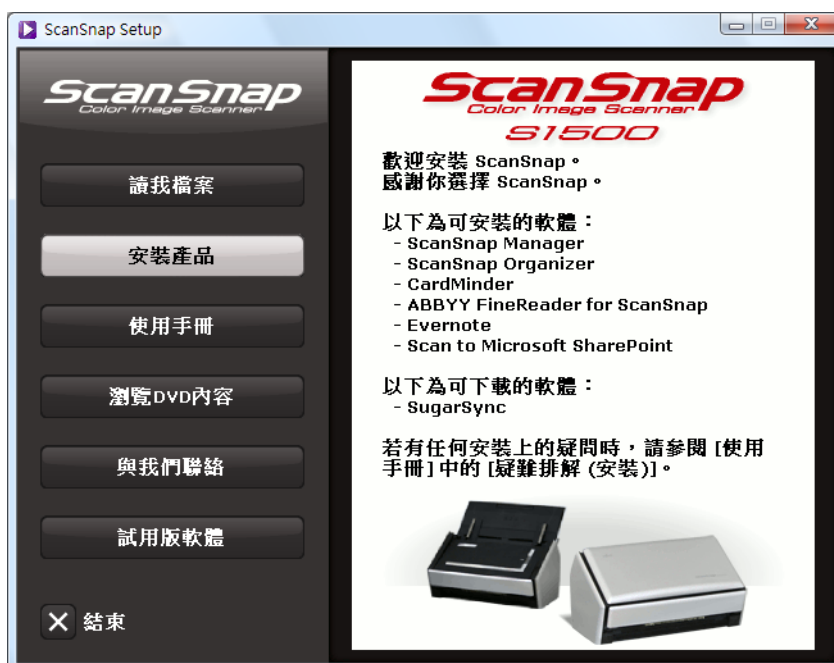 ScanSnap Setup
ScanSnap
Color Image Scanner
讀我檔案
安裝產品
使用手冊
瀏覽DVD內容
與我們聯絡
試用版軟體
結束
ScanSnap
Color Image Scanner
S1500
歡迎安裝 ScanSnap。
感謝你選擇 ScanSnap。
以下為可安裝的軟體：
- ScanSnap Manager
- ScanSnap Organizer
- CardMinder
- ABBYY FineReader for ScanSnap
- Evernote
- Scan to Microsoft SharePoint
以下為可下載的軟體：
- SugarSync
若有任何安裝上的疑問時，請參閱 [使用
手冊] 中的 [疑難排解 (安裝)]。